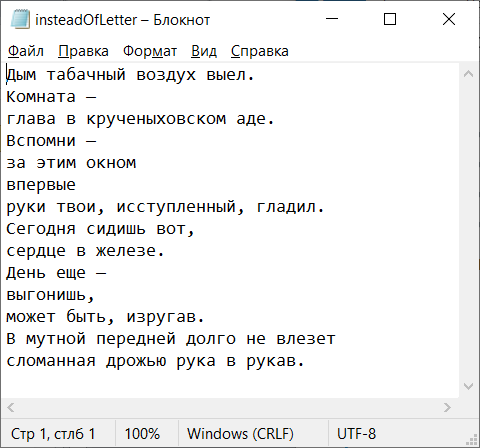 insteadOfLetter – Блокнот
Файл Правка Формат Вид Справка
Дым табачный воздух выел.
Комната —
глава в крученыховском аде.
Вспомни —
за этим окном
впервые
руки твои, исступленный, гладил.
Сегодня сидишь вот,
сердце в железе.
День еще —
выгонишь,
может быть, изругав.
В мутной передней долго не влезет
сломанная дрожью рука в рукав.
Стр 1, стлб 1 100% Windows (CRLF) UTF-8